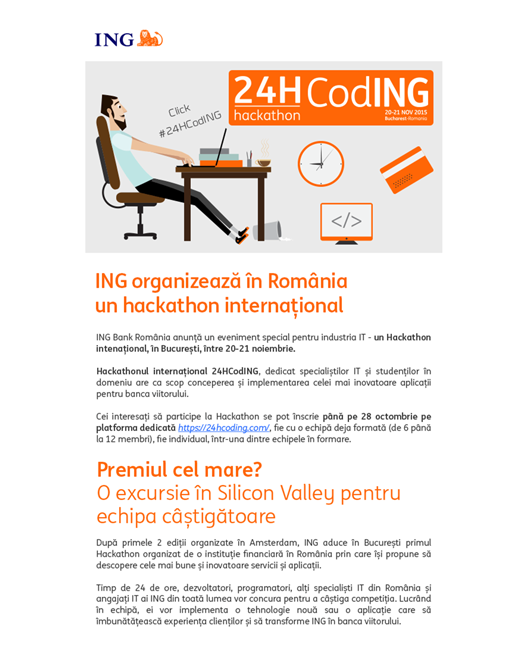 ING
24H CodING
hackathon
20-21 NOV 2015
Bucharest Romania
Click
#24HCodING
</>
ING organizează în România
un hackathon internațional
ING Bank România anunță un eveniment special pentru industria IT - un Hackathon
intenațional, în București, între 20-21 noiembrie.
Hackathonul internațional 24HCodING, dedicat specialiștilor IT și studenților în
domeniu are ca scop conceperea și implementarea celei mai inovatoare aplicații
pentru banca viitorului.
Cei interesați să participe la Hackathon se pot înscrie până pe 28 octombrie pe
platforma dedicată https://24hcoding.com/, fie cu o echipă deja formată (de 6 până
la 12 membri), fie individual, într-una dintre echipele în formare.
Premiul cel mare?
O excursie în Silicon Valley pentru
echipa câștigătoare
După primele 2 ediții organizate în Amsterdam, ING aduce în București primul
Hackathon organizat de o instituție financiară în România prin care își propune să
descopere cele mai bune și inovatoare servicii și aplicații.
Timp de 24 de ore, dezvoltatori, programatori, alți specialiști IT din România și
angajați IT ai ING din toată lumea vor concura pentru a câștiga competiția. Lucrând
în echipă, ei vor implementa o tehnologie nouă sau o aplicație care să
îmbunătățească experiența clienților și să transforme ING în banca viitorului.